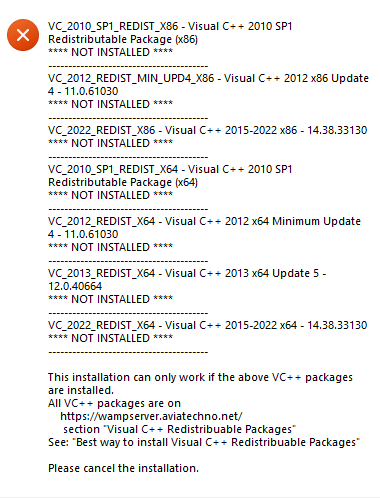 VC_2010_SP1_REDIST_X86 - Visual C++ 2010 SP1
Redistributable Package (x86)
**** NOT INSTALLED ****
----------------------------------------
VC_2012_REDIST_MIN_UPD4_X86 - Visual C++ 2012 x86 Update
4 - 11.0.61030
**** NOT INSTALLED ****
----------------------------------------
VC_2022_REDIST_X86 - Visual C++ 2015-2022 x86 - 14.38.33130
**** NOT INSTALLED ****
----------------------------------------
VC_2010_SP1_REDIST_X64 - Visual C++ 2010 SP1
Redistributable Package (x64)
**** NOT INSTALLED ****
----------------------------------------
VC_2012_REDIST_X64 - Visual C++ 2012 x64 Minimum Update
4 - 11.0.61030
**** NOT INSTALLED ****
----------------------------------------
VC_2013_REDIST_X64 - Visual C++ 2013 x64 Update 5 -
12.0.40664
**** NOT INSTALLED ****
----------------------------------------
VC_2022_REDIST_X64 - Visual C++ 2015-2022 x64 - 14.38.33130
**** NOT INSTALLED ****
----------------------------------------
This installation can only work if the above VC++ packages
are installed.
All VC++ packages are on
https://wampserver.aviatechno.net/
section "Visual C++ Redistribuable Packages"
See: "Best way to install Visual C++ Redistribuable Packages"
Please cancel the installation.